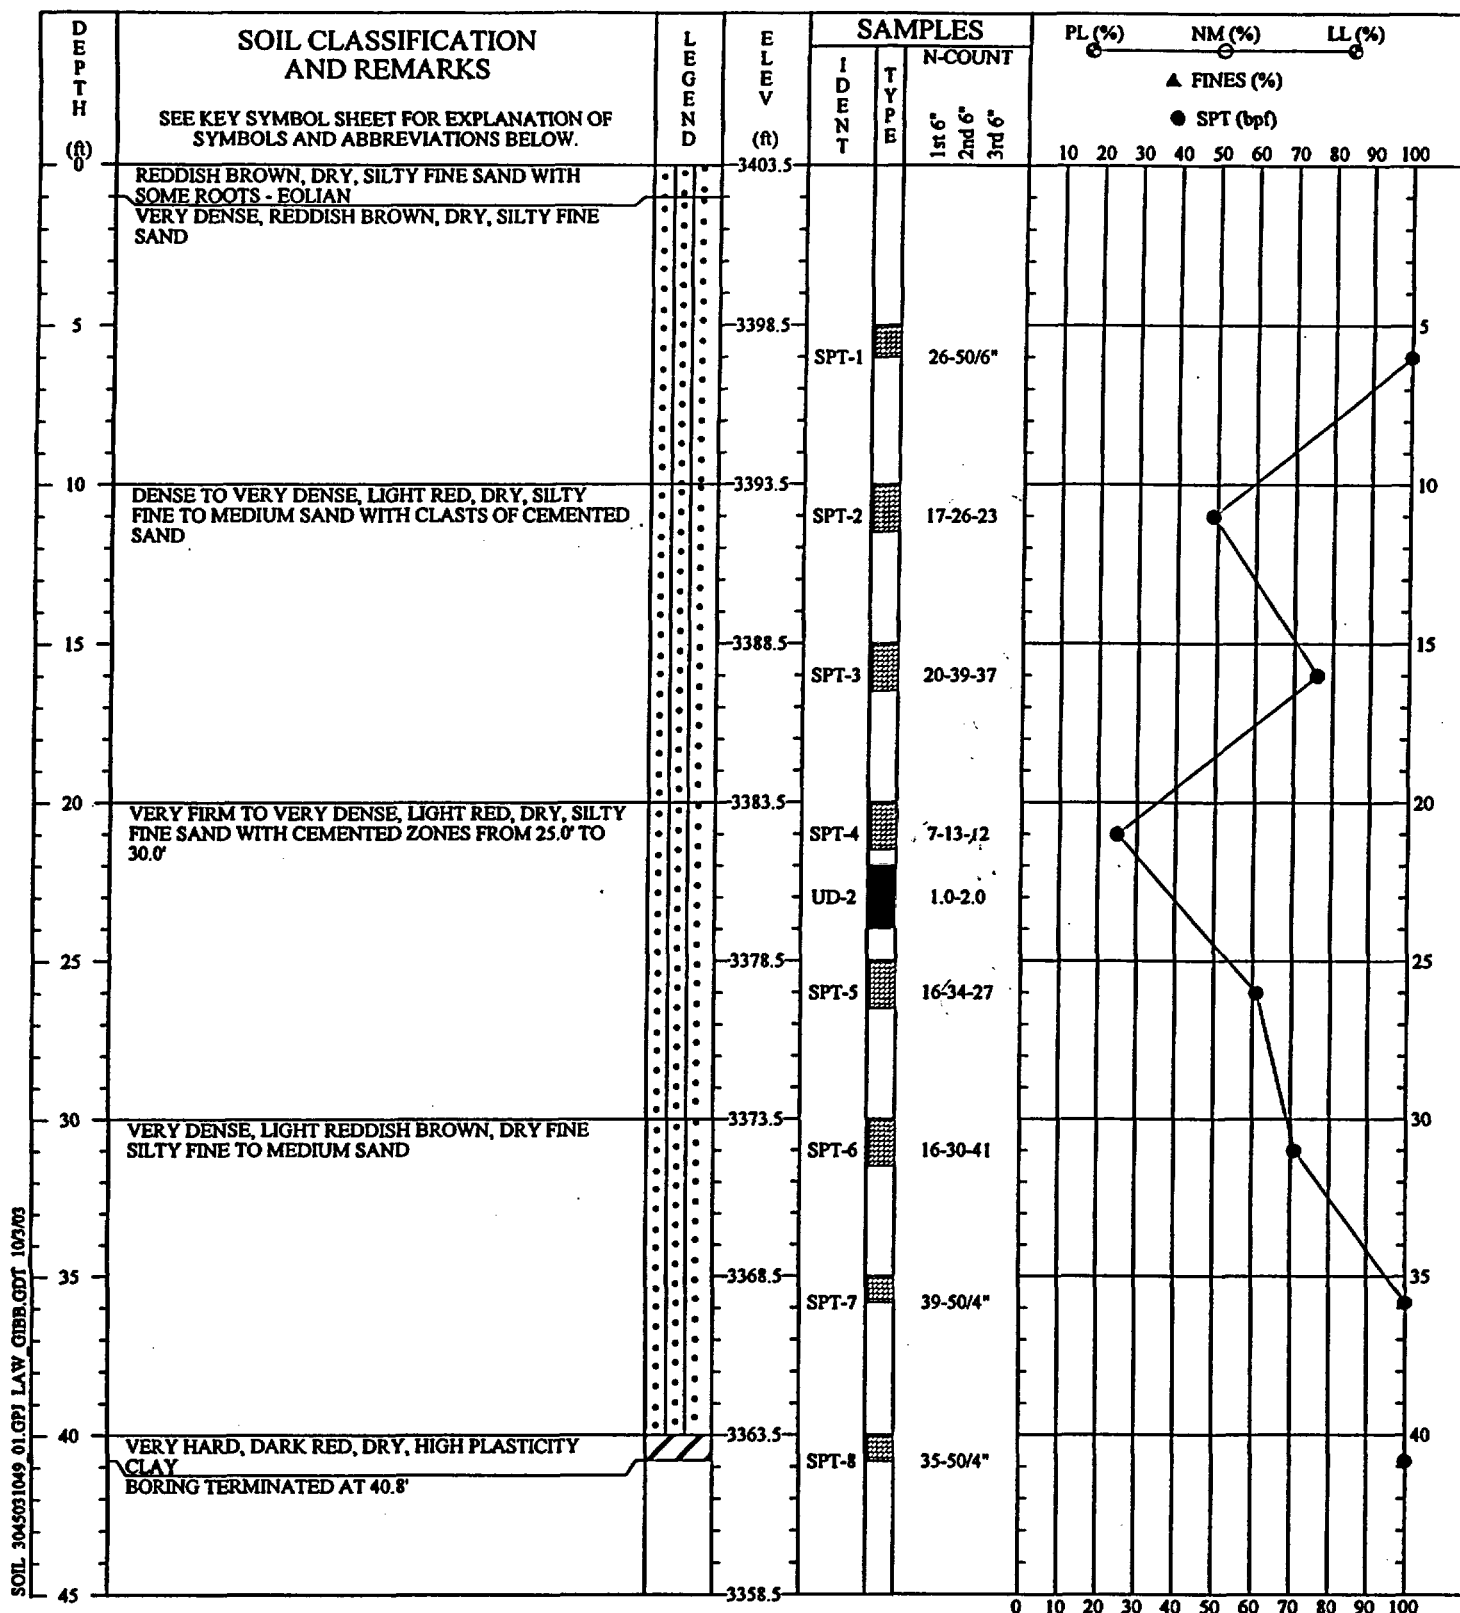 DEPTH
(ft)
SOIL CLASSIFICATION
AND REMARKS
SEE KEY SYMBOL SHEET FOR EXPLANATION OF
SYMBOLS AND ABBREVIATIONS BELOW.
LEGEND
ELEV
(ft)
SAMPLES
IDENT
TYPE
N-COUNT
1st 6"
2nd 6"
3rd 6"
PL (%) NM (%) LL (%)
▲ FINES (%)
● SPT (bpf)
10 20 30 40 50 60 70 80 90 100
0
REDDISH BROWN, DRY, SILTY FINE SAND WITH
SOME ROOTS - EOLIAN
3403.5
VERY DENSE, REDDISH BROWN, DRY, SILTY FINE
SAND
5 3398.5 5
SPT-1 26-50/6"
10 3393.5 10
DENSE TO VERY DENSE, LIGHT RED, DRY, SILTY
FINE TO MEDIUM SAND WITH CLASTS OF CEMENTED
SAND
SPT-2 17-26-23
15 3388.5 15
SPT-3 20-39-37
20 3383.5 20
VERY FIRM TO VERY DENSE, LIGHT RED, DRY, SILTY
FINE SAND WITH CEMENTED ZONES FROM 25.0' TO
30.0'
SPT-4 7-13-12
UD-2 1.0-2.0
25 3378.5 25
SPT-5 16-34-27
30 3373.5 30
VERY DENSE, LIGHT REDDISH BROWN, DRY FINE
SILTY FINE TO MEDIUM SAND
SPT-6 16-30-41
35 3368.5 35
SPT-7 39-50/4"
40 3363.5 40
VERY HARD, DARK RED, DRY, HIGH PLASTICITY
CLAY
SPT-8 35-50/4"
BORING TERMINATED AT 40.8'
45 3358.5
0 10 20 30 40 50 60 70 80 90 100
SOIL 3045031049_01.GPJ LAW_GIBB.GDT 10/3/03